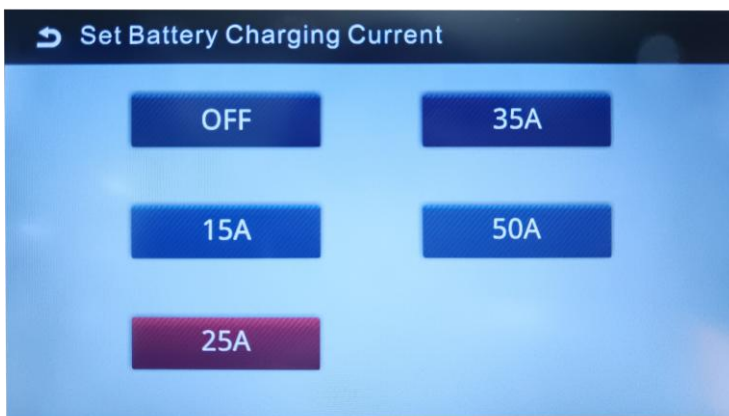 Set Battery Charging Current
OFF
35A
15A
50A
25A